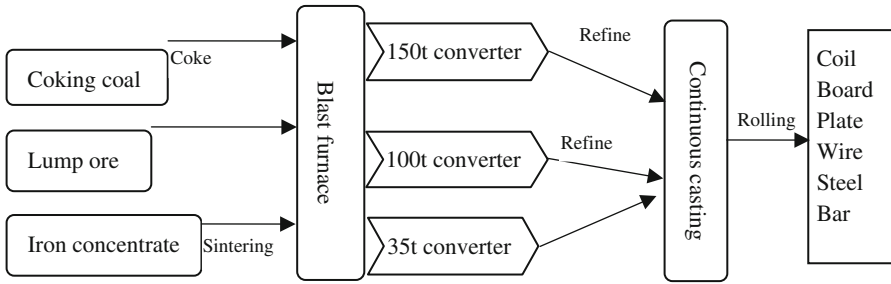 Coking coal
Coke
Lump ore
Iron concentrate
Sintering
Blast furnace
150t converter
100t converter
35t converter
Refine
Refine
Continuous casting
Rolling
Coil
Board
Plate
Wire
Steel
Bar